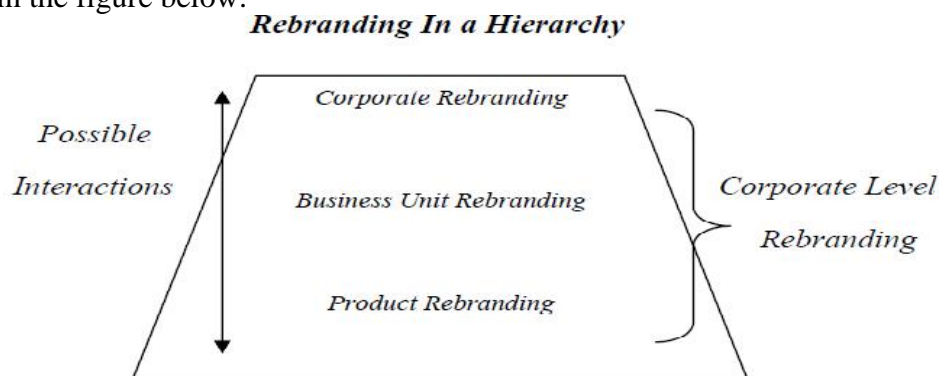 in the figure below:
Rebranding In a Hierarchy
Corporate Rebranding
Possible
Interactions
Business Unit Rebranding
Corporate Level
Rebranding
Product Rebranding